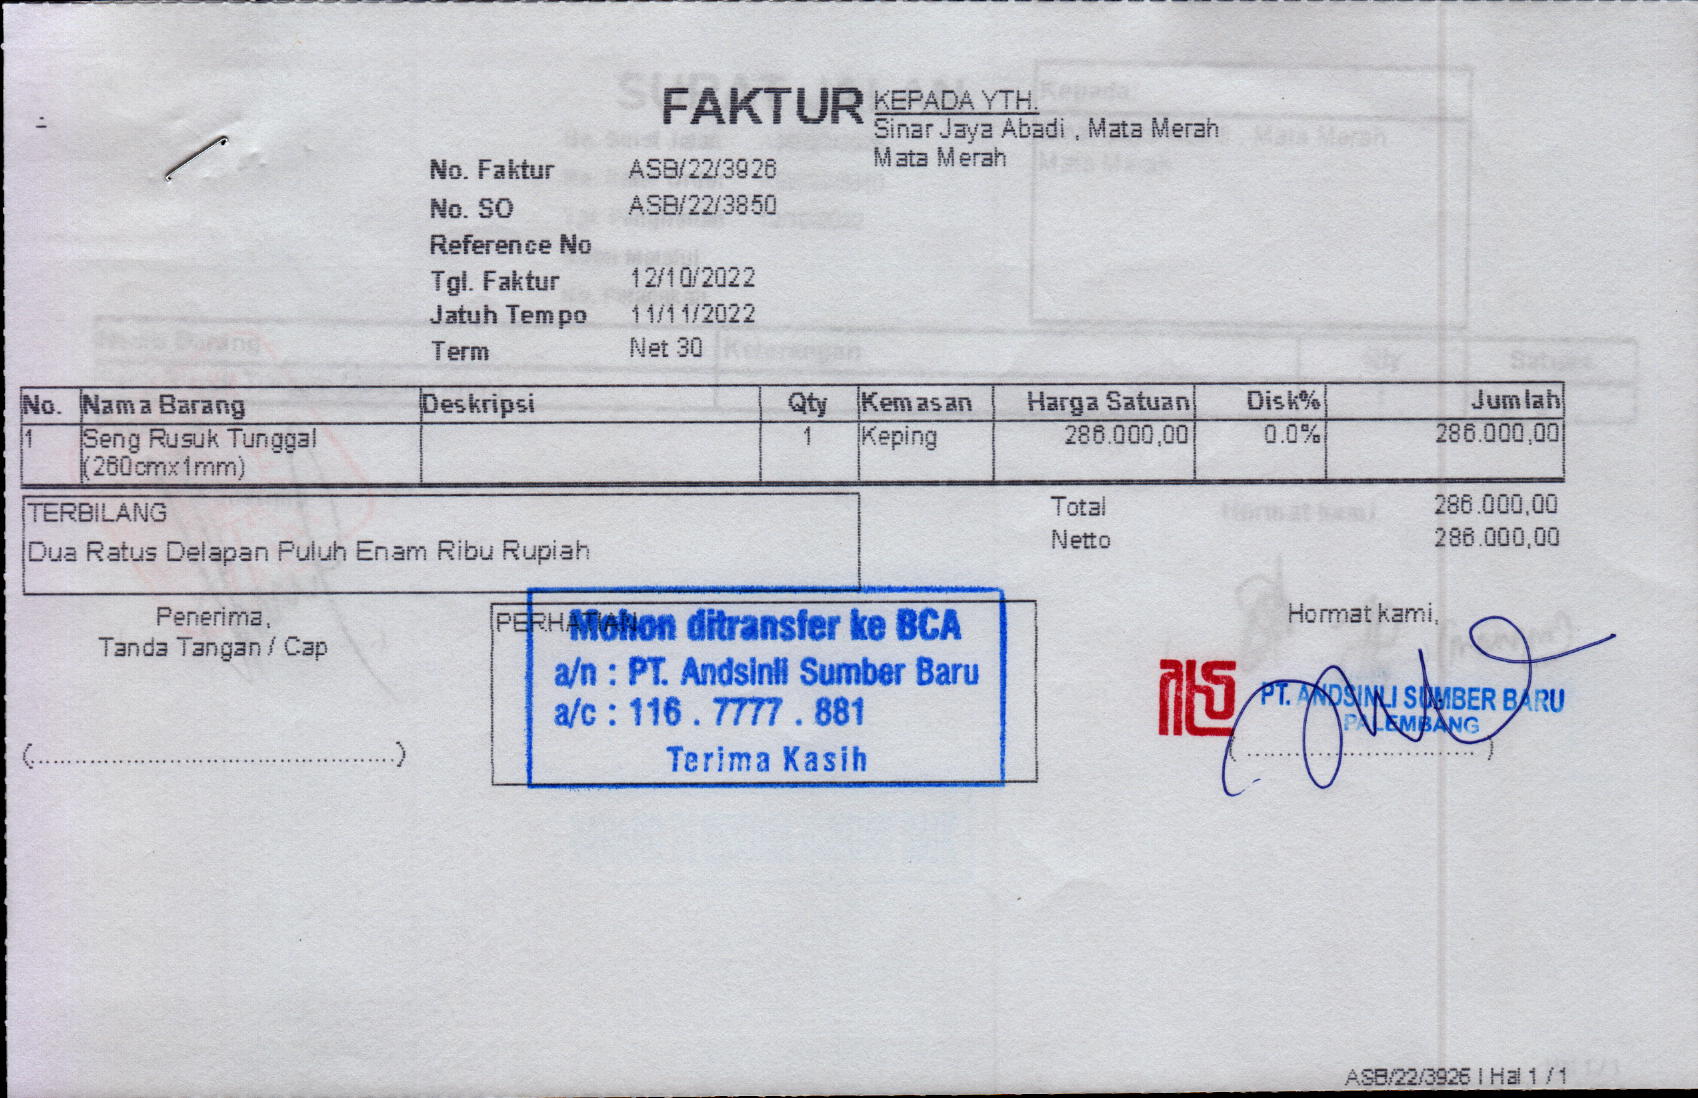 FAKTUR
KEPADA YTH.
Sinar Jaya Abadi , Mata Merah
Mata Merah
No. Faktur ASB/22/3926
No. SO ASB/22/3850
Reference No
Tgl. Faktur 12/10/2022
Jatuh Tempo 11/11/2022
Term Net 30
No. Nama Barang Deskripsi Qty Kemasan Harga Satuan Disk% Jumlah
1 Seng Rusuk Tunggal 1 Keping 286.000,00 0.0% 286.000,00
(260cmx1mm)
TERBILANG
Dua Ratus Delapan Puluh Enam Ribu Rupiah
Total 286.000,00
Netto 286.000,00
Penerima,
Tanda Tangan / Cap
(...............................................)
PERHATIAN
Mohon ditransfer ke BCA
a/n : PT. Andsinli Sumber Baru
a/c : 116 . 7777 . 881
Terima Kasih
Hormat kami,
PT. ANDSINLI SUMBER BARU
PALEMBANG
(................................)
ASB/22/3926 | Hal 1 / 1